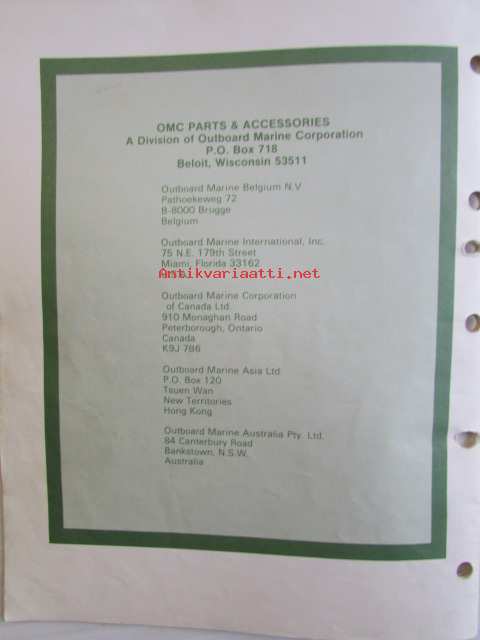 OMC PARTS & ACCESSORIES
A Division of Outboard Marine Corporation
P.O. Box 718
Beloit, Wisconsin 53511
Outboard Marine Belgium N.V.
Pathoekeweg 72
B-8000 Brugge
Belgium
Outboard Marine International, Inc.
75 N.E. 179th Street
Miami, Florida 33162
Antikvariaatti.net
Outboard Marine Corporation
of Canada Ltd.
910 Monaghan Road
Peterborough, Ontario
Canada
K9J 7B6
Outboard Marine Asia Ltd.
P.O. Box 120
Tsuen Wan
New Territories
Hong Kong
Outboard Marine Australia Pty. Ltd.
84 Canterbury Road
Bankstown, N.S.W.
Australia